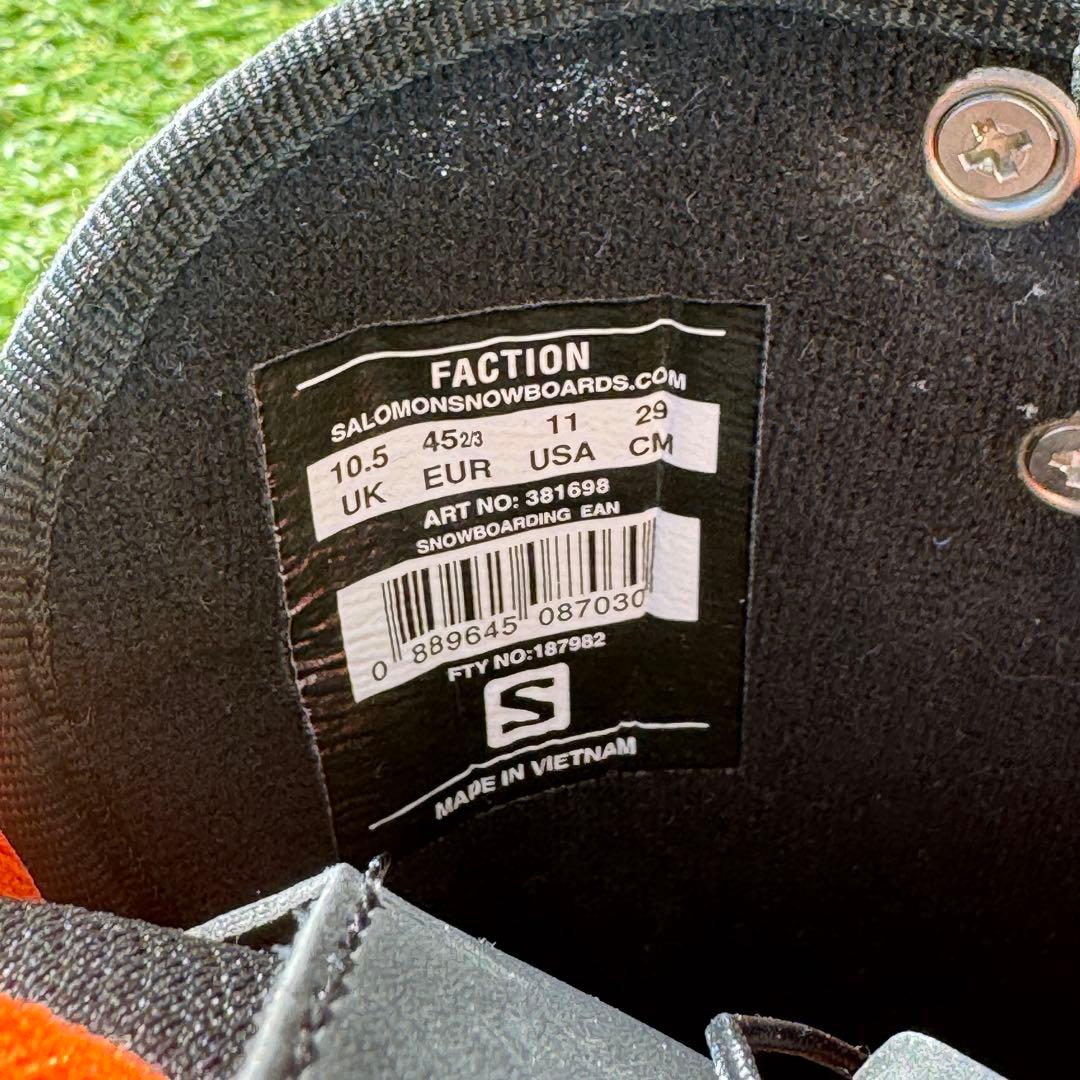 FACTION
SALOMONSNOWBOARDS.COM
10.5 45 2/3 11 29
UK EUR USA CM
ART NO: 381698
SNOWBOARDING EAN
0 889645 087030
FTY NO:187982
S
MADE IN VIETNAM